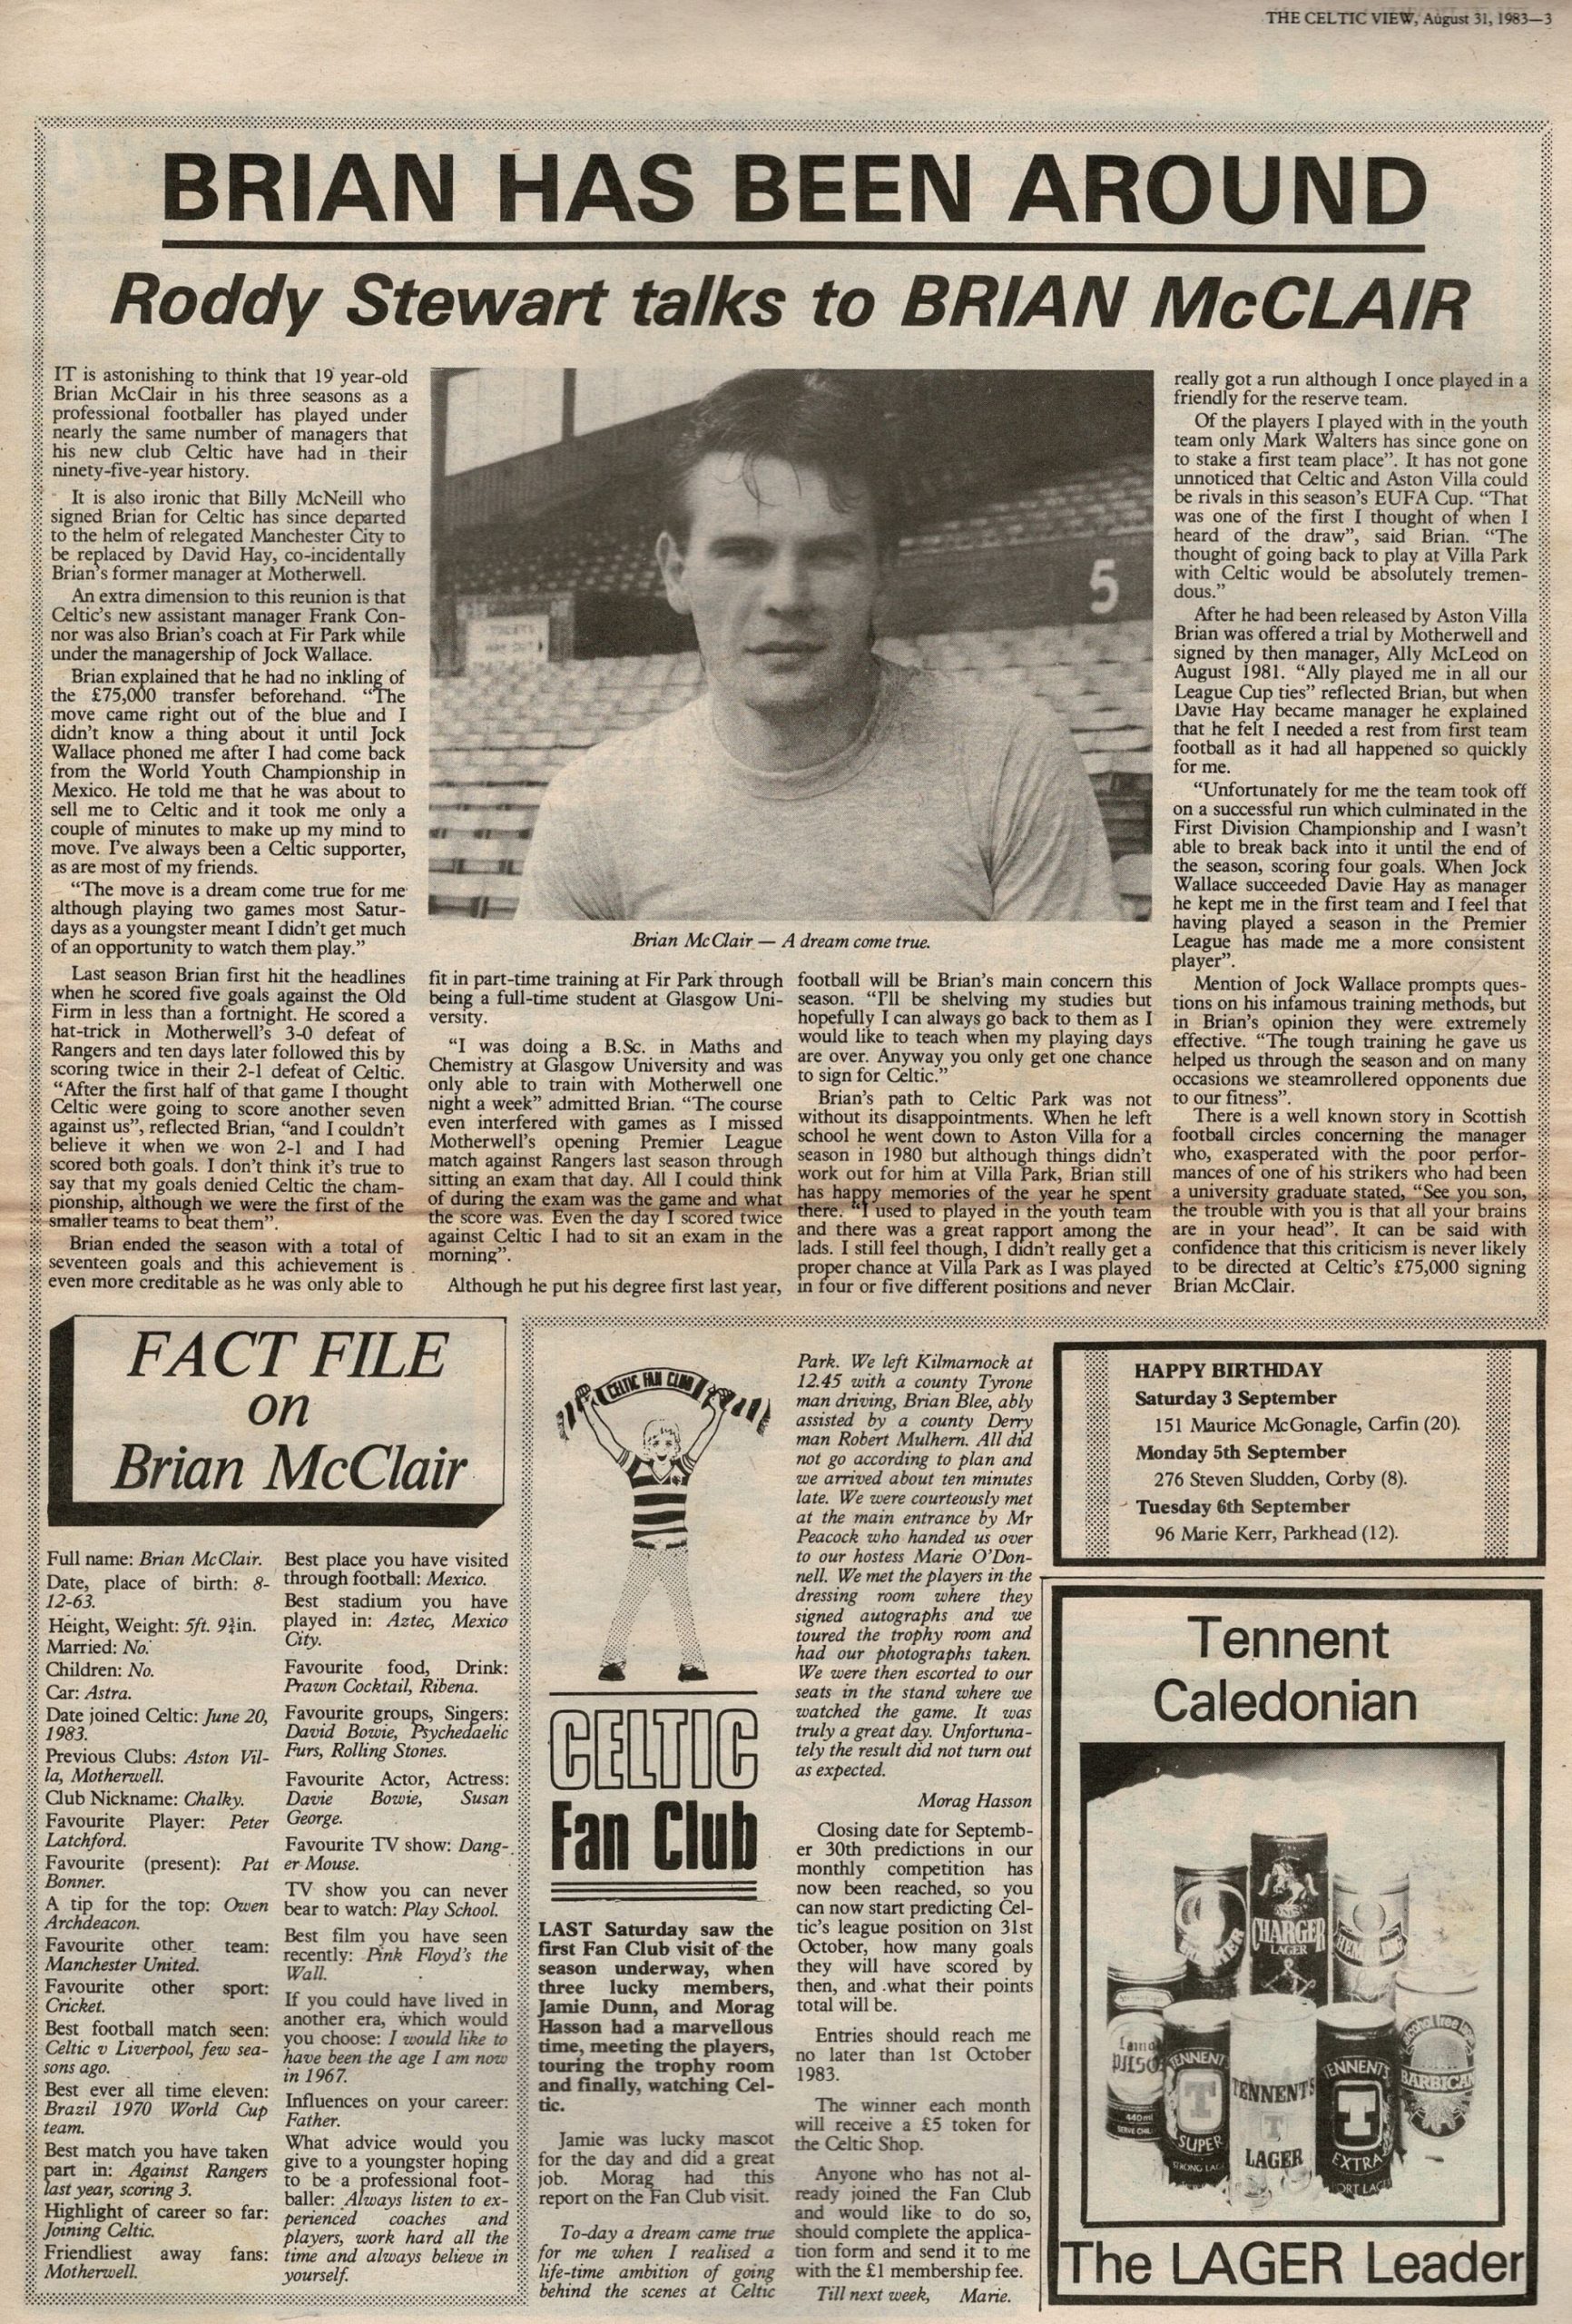 THE CELTIC VIEW, August 31, 1983—3
BRIAN HAS BEEN AROUND
Roddy Stewart talks to BRIAN McCLAIR
IT is astonishing to think that 19 year-old
Brian McClair in his three seasons as a
professional footballer has played under
nearly the same number of managers that
his new club Celtic have had in their
ninety-five-year history.
It is also ironic that Billy McNeill who
signed Brian for Celtic has since departed
to the helm of relegated Manchester City to
be replaced by David Hay, co-incidentally
Brian's former manager at Motherwell.
An extra dimension to this reunion is that
Celtic's new assistant manager Frank Con-
nor was also Brian's coach at Fir Park while
under the managership of Jock Wallace.
Brian explained that he had no inkling of
the £75,000 transfer beforehand. “The
move came right out of the blue and I
didn't know a thing about it until Jock
Wallace phoned me after I had come back
from the World Youth Championship in
Mexico. He told me that he was about to
sell me to Celtic and it took me only a
couple of minutes to make up my mind to
move. I've always been a Celtic supporter,
as are most of my friends.
“The move is a dream come true for me
although playing two games most Satur-
days as a youngster meant I didn't get much
of an opportunity to watch them play.”
Last season Brian first hit the headlines
when he scored five goals against the Old
Firm in less than a fortnight. He scored a
hat-trick in Motherwell's 3-0 defeat of
Rangers and ten days later followed this by
scoring twice in their 2-1 defeat of Celtic.
“After the first half of that game I thought
Celtic were going to score another seven
against us”, reflected Brian, “and I couldn't
believe it when we won 2-1 and I had
scored both goals. I don't think it's true to
say that my goals denied Celtic the cham-
pionship, although we were the first of the
smaller teams to beat them”.
Brian ended the season with a total of
seventeen goals and this achievement is
even more creditable as he was only able to
5
Brian McClair — A dream come true.
fit in part-time training at Fir Park through
being a full-time student at Glasgow Uni-
versity.
“I was doing a B.Sc. in Maths and
Chemistry at Glasgow University and was
only able to train with Motherwell one
night a week” admitted Brian. “The course
even interfered with games as I missed
Motherwell's opening Premier League
match against Rangers last season through
sitting an exam that day. All I could think
of during the exam was the game and what
the score was. Even the day I scored twice
against Celtic I had to sit an exam in the
morning”.
Although he put his degree first last year,
football will be Brian's main concern this
season. “I'll be shelving my studies but
hopefully I can always go back to them as I
would like to teach when my playing days
are over. Anyway you only get one chance
to sign for Celtic.”
Brian's path to Celtic Park was not
without its disappointments. When he left
school he went down to Aston Villa for a
season in 1980 but although things didn't
work out for him at Villa Park, Brian still
has happy memories of the year he spent
there. “I used to played in the youth team
and there was a great rapport among the
lads. I still feel though, I didn't really get a
proper chance at Villa Park as I was played
in four or five different positions and never
really got a run although I once played in a
friendly for the reserve team.
Of the players I played with in the youth
team only Mark Walters has since gone on
to stake a first team place”. It has not gone
unnoticed that Celtic and Aston Villa could
be rivals in this season's EUFA Cup. “That
was one of the first I thought of when I
heard of the draw”, said Brian. “The
thought of going back to play at Villa Park
with Celtic would be absolutely tremen-
dous.”
After he had been released by Aston Villa
Brian was offered a trial by Motherwell and
signed by then manager, Ally McLeod on
August 1981. “Ally played me in all our
League Cup ties” reflected Brian, but when
Davie Hay became manager he explained
that he felt I needed a rest from first team
football as it had all happened so quickly
for me.
“Unfortunately for me the team took off
on a successful run which culminated in the
First Division Championship and I wasn't
able to break back into it until the end of
the season, scoring four goals. When Jock
Wallace succeeded Davie Hay as manager
he kept me in the first team and I feel that
having played a season in the Premier
League has made me a more consistent
player”.
Mention of Jock Wallace prompts ques-
tions on his infamous training methods, but
in Brian's opinion they were extremely
effective. “The tough training he gave us
helped us through the season and on many
occasions we steamrollered opponents due
to our fitness”.
There is a well known story in Scottish
football circles concerning the manager
who, exasperated with the poor perfor-
mances of one of his strikers who had been
a university graduate stated, “See you son,
the trouble with you is that all your brains
are in your head”. It can be said with
confidence that this criticism is never likely
to be directed at Celtic's £75,000 signing
Brian McClair.
FACT FILE
on
Brian McClair
Full name: Brian McClair.
Date, place of birth: 8-
12-63.
Height, Weight: 5ft. 9¾in.
Married: No.
Children: No.
Car: Astra.
Date joined Celtic: June 20,
1983.
Previous Clubs: Aston Vil-
la, Motherwell.
Club Nickname: Chalky.
Favourite Player: Peter
Latchford.
Favourite (present): Pat
Bonner.
A tip for the top: Owen
Archdeacon.
Favourite other team:
Manchester United.
Favourite other sport:
Cricket.
Best football match seen:
Celtic v Liverpool, few sea-
sons ago.
Best ever all time eleven:
Brazil 1970 World Cup
team.
Best match you have taken
part in: Against Rangers
last year, scoring 3.
Highlight of career so far:
Joining Celtic.
Friendliest away fans:
Motherwell.
Best place you have visited
through football: Mexico.
Best stadium you have
played in: Aztec, Mexico
City.
Favourite food, Drink:
Prawn Cocktail, Ribena.
Favourite groups, Singers:
David Bowie, Psychedaelic
Furs, Rolling Stones.
Favourite Actor, Actress:
Davie Bowie, Susan
George.
Favourite TV show: Dang-
er Mouse.
TV show you can never
bear to watch: Play School.
Best film you have seen
recently: Pink Floyd's the
Wall.
If you could have lived in
another era, which would
you choose: I would like to
have been the age I am now
in 1967.
Influences on your career:
Father.
What advice would you
give to a youngster hoping
to be a professional foot-
baller: Always listen to ex-
perienced coaches and
players, work hard all the
time and always believe in
yourself.
CELTIC FAN CLUB
CELTIC
Fan Club
LAST Saturday saw the
first Fan Club visit of the
season underway, when
three lucky members,
Jamie Dunn, and Morag
Hasson had a marvellous
time, meeting the players,
touring the trophy room
and finally, watching Cel-
tic.
Jamie was lucky mascot
for the day and did a great
job. Morag had this
report on the Fan Club visit.
To-day a dream came true
for me when I realised a
life-time ambition of going
behind the scenes at Celtic
Park. We left Kilmarnock at
12.45 with a county Tyrone
man driving, Brian Blee, ably
assisted by a county Derry
man Robert Mulhern. All did
not go according to plan and
we arrived about ten minutes
late. We were courteously met
at the main entrance by Mr
Peacock who handed us over
to our hostess Marie O'Don-
nell. We met the players in the
dressing room where they
signed autographs and we
toured the trophy room and
had our photographs taken.
We were then escorted to our
seats in the stand where we
watched the game. It was
truly a great day. Unfortuna-
tely the result did not turn out
as expected.
Morag Hasson
Closing date for Septemb-
er 30th predictions in our
monthly competition has
now been reached, so you
can now start predicting Cel-
tic's league position on 31st
October, how many goals
they will have scored by
then, and what their points
total will be.
Entries should reach me
no later than 1st October
1983.
The winner each month
will receive a £5 token for
the Celtic Shop.
Anyone who has not al-
ready joined the Fan Club
and would like to do so,
should complete the applica-
tion form and send it to me
with the £1 membership fee.
Till next week, Marie.
HAPPY BIRTHDAY
Saturday 3 September
151 Maurice McGonagle, Carfin (20).
Monday 5th September
276 Steven Sludden, Corby (8).
Tuesday 6th September
96 Marie Kerr, Parkhead (12).
Tennent
Caledonian
CHARGER
LAGER
440ml
TENNENT'S
SUPER
TENNENT'S
T
LAGER
TENNENT'S
T
EXTRA
BARBICAN
The LAGER Leader